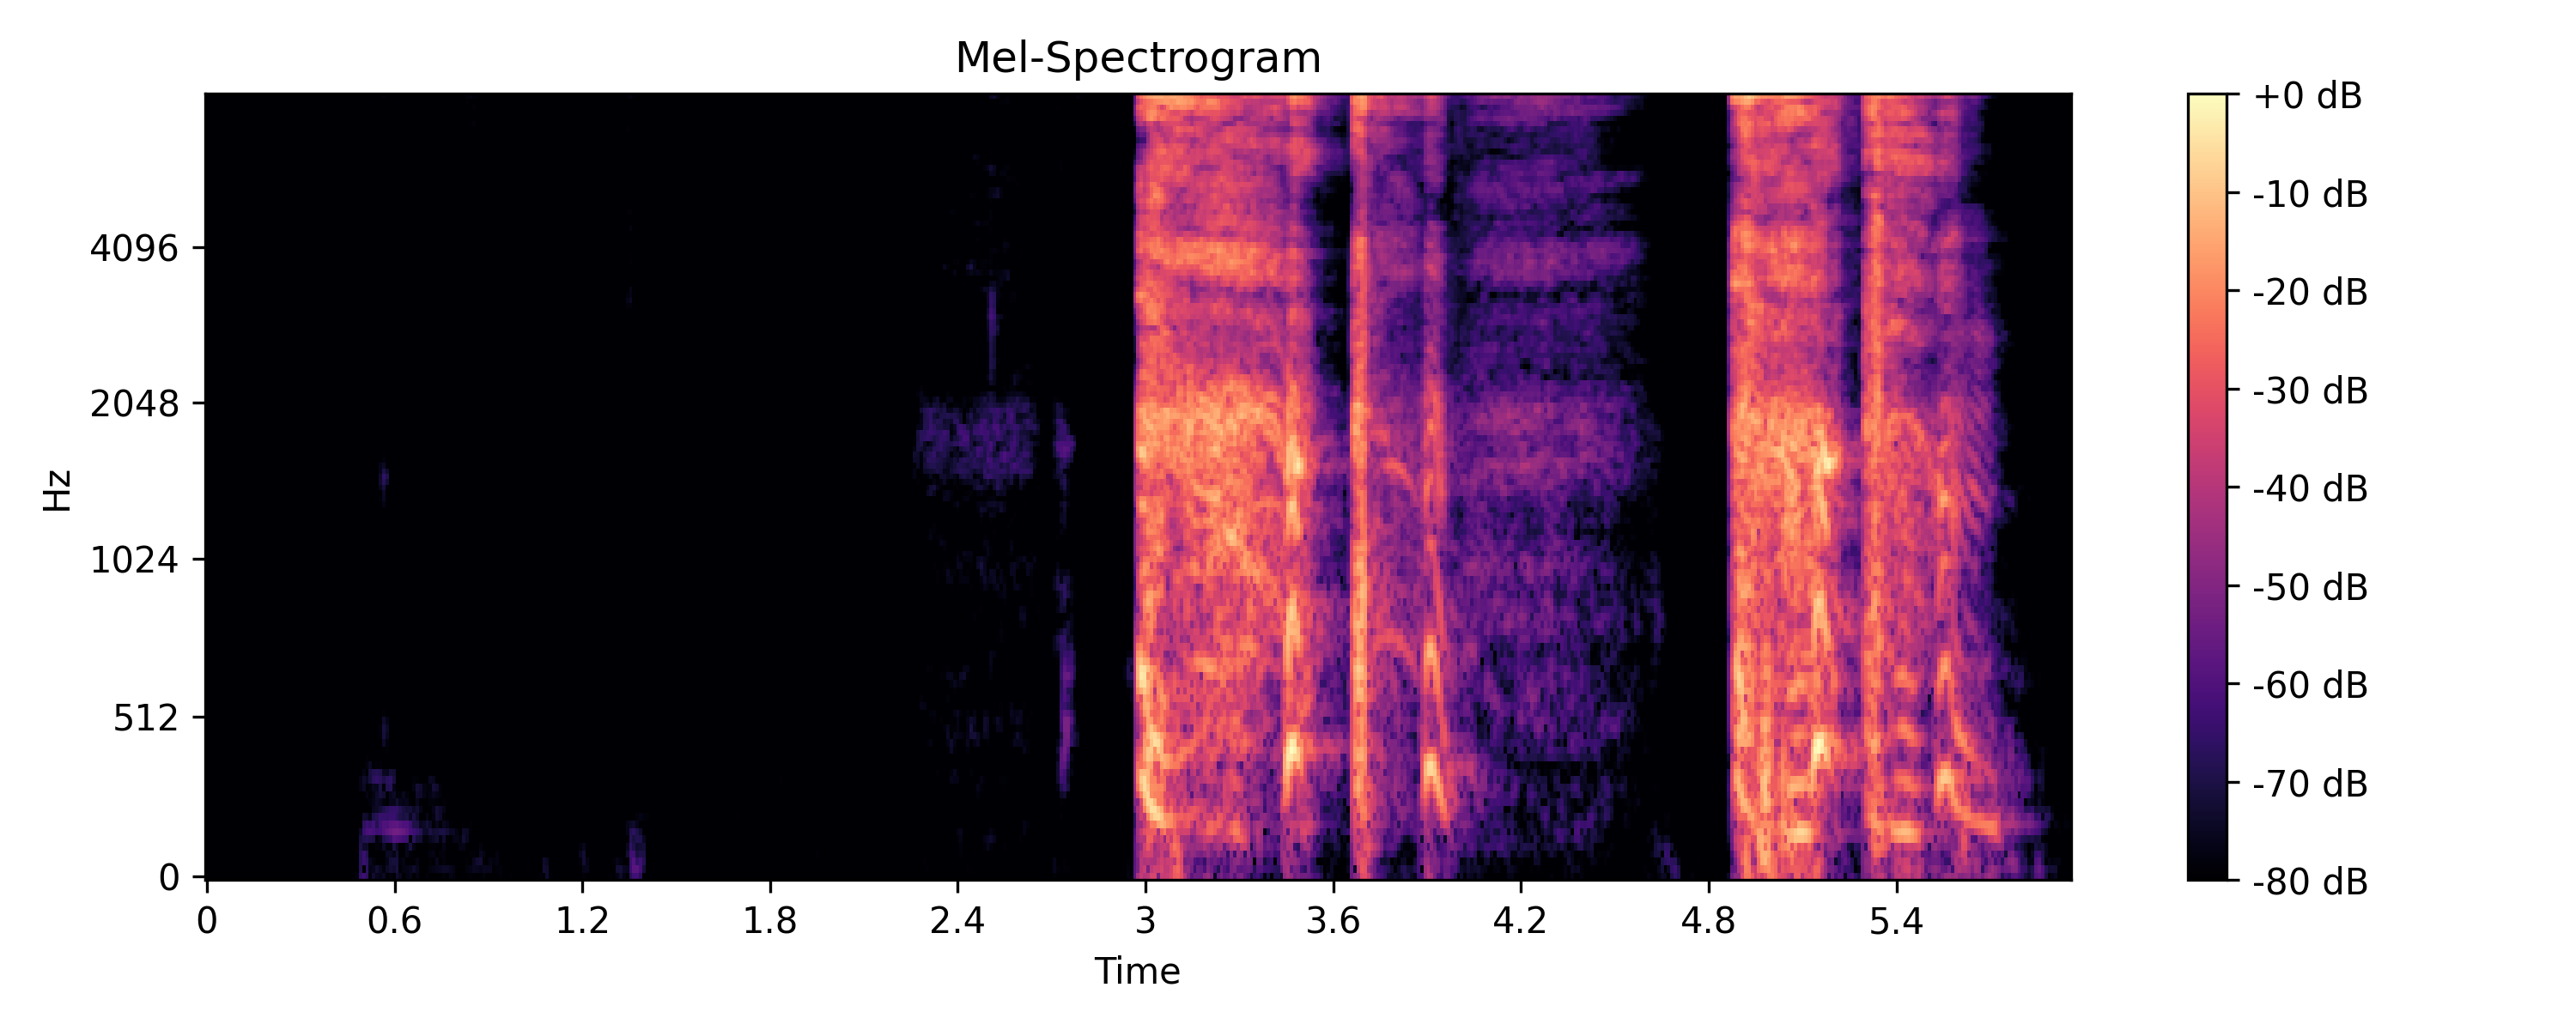 Mel-Spectrogram
+0 dB
-10 dB
-20 dB
-30 dB
-40 dB
-50 dB
-60 dB
-70 dB
-80 dB
Hz
4096
2048
1024
512
0
0 0.6 1.2 1.8 2.4 3 3.6 4.2 4.8 5.4
Time